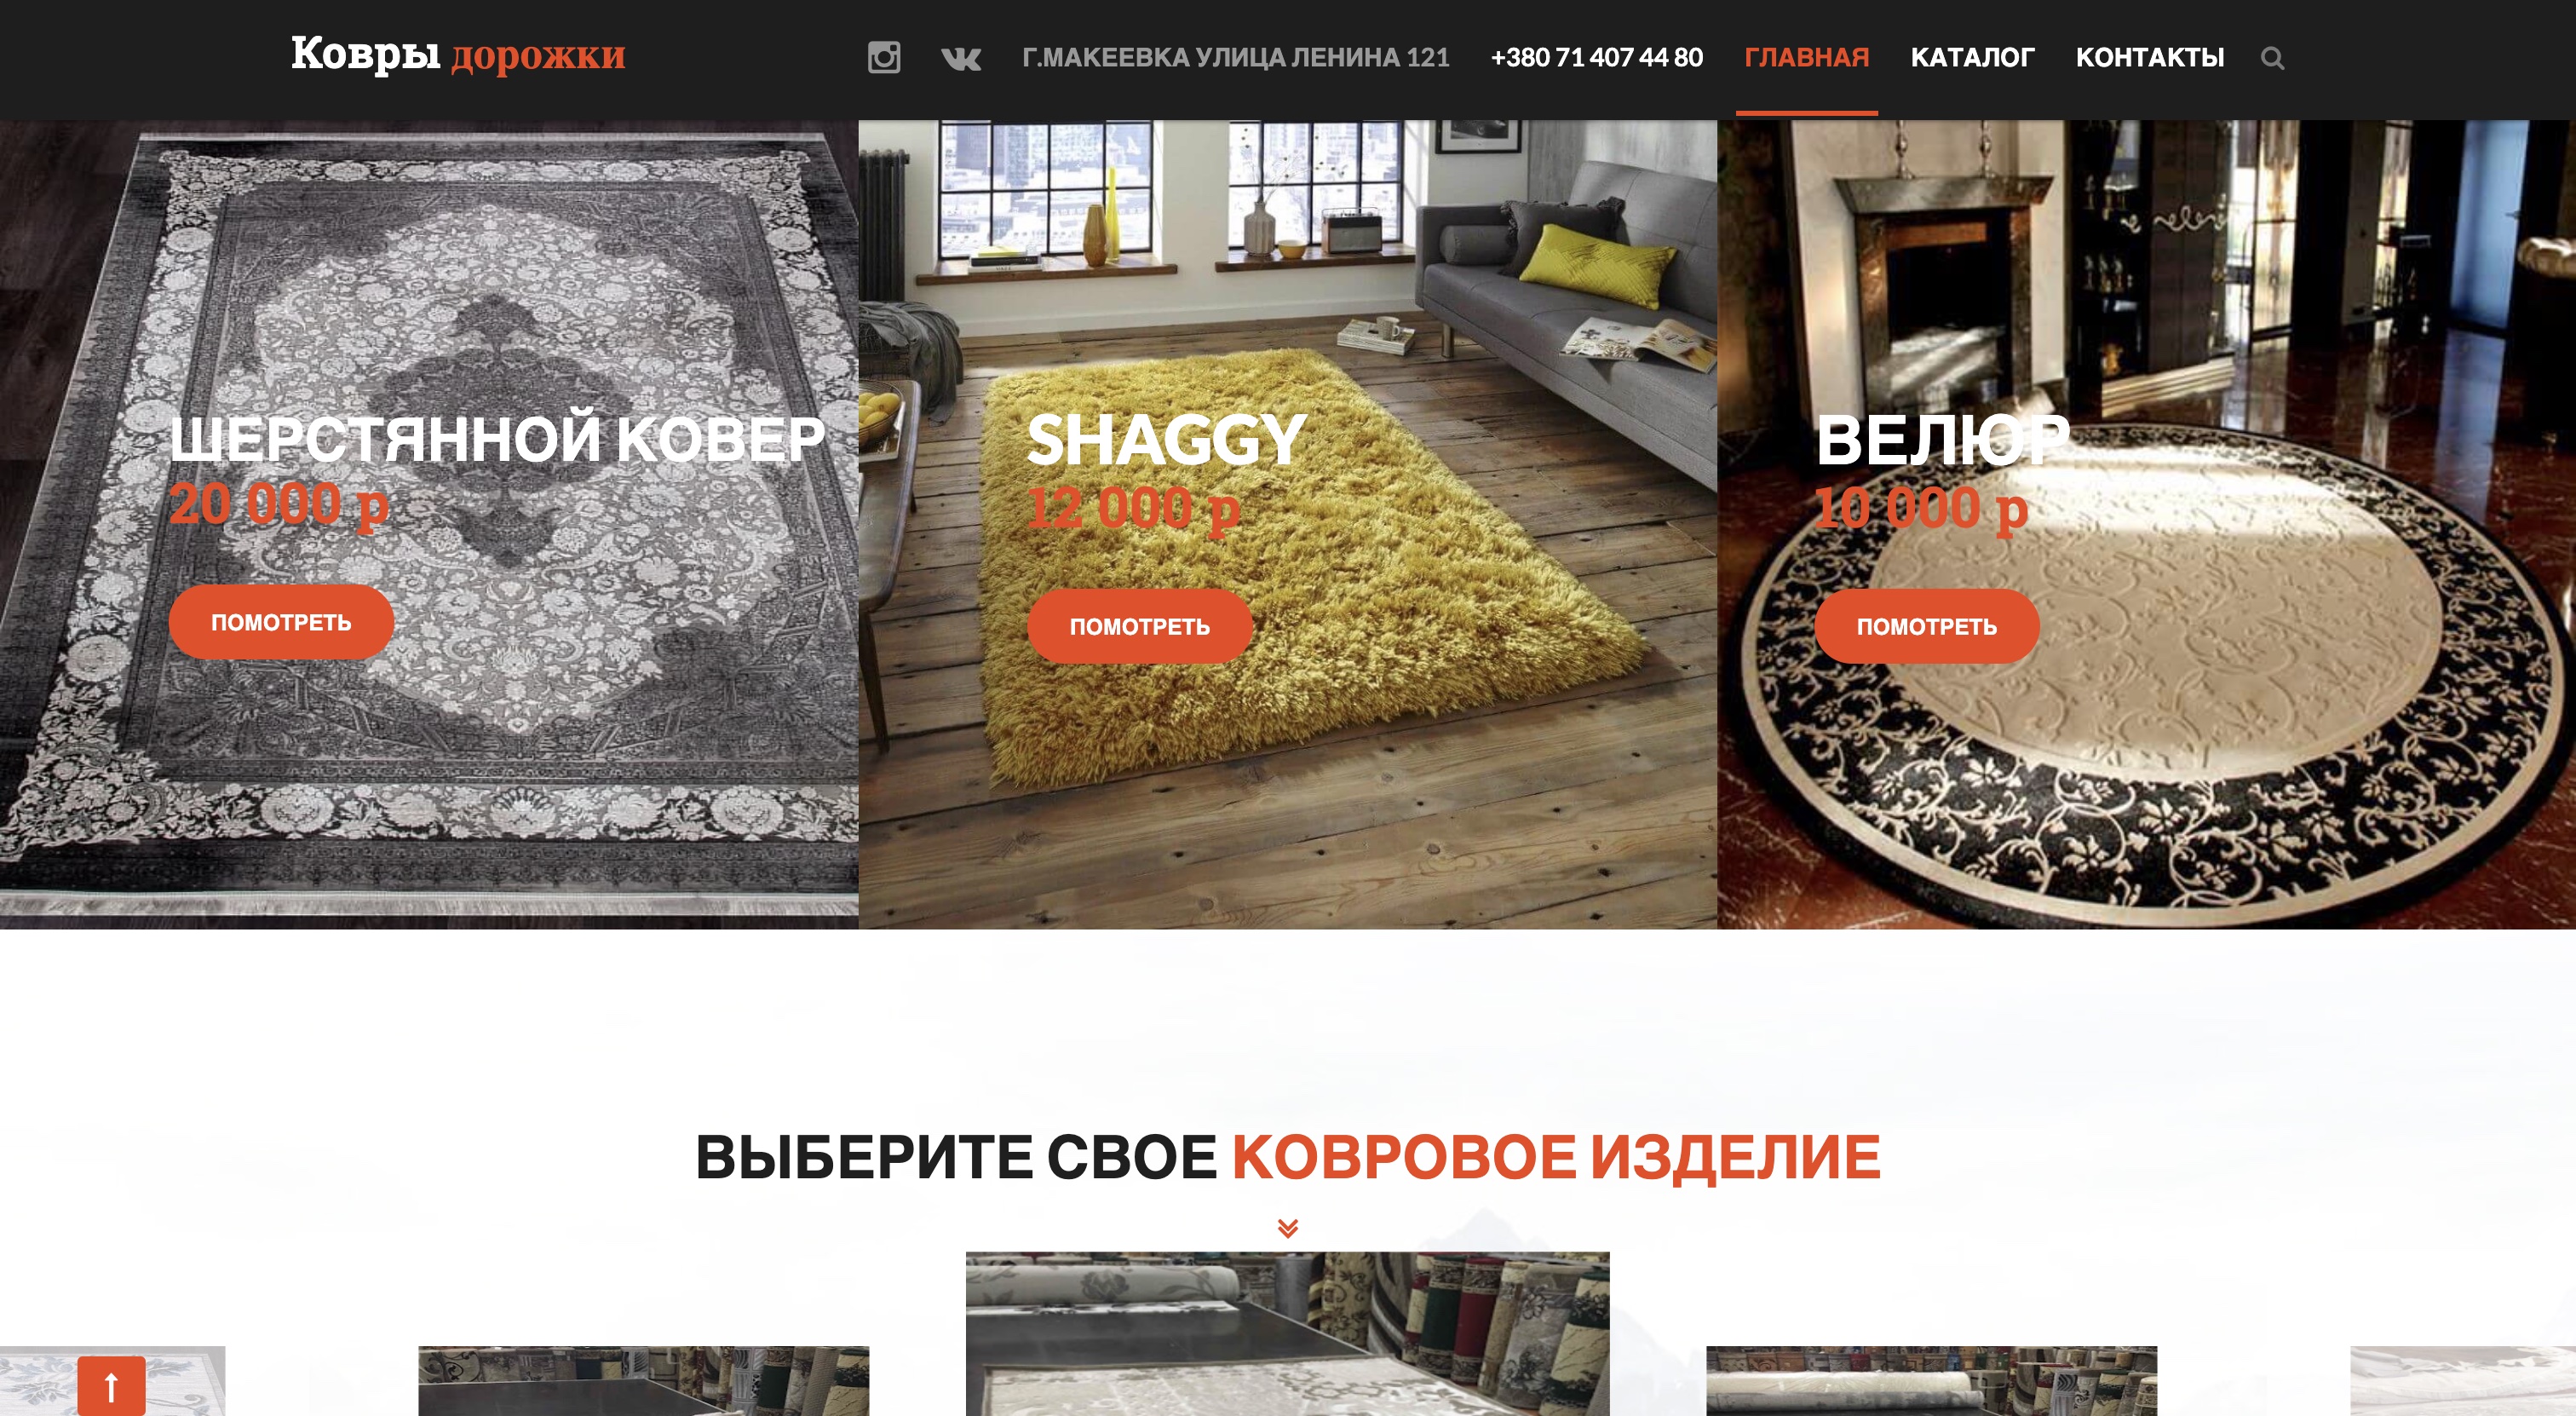 Ковры дорожки
Г.МАКЕЕВКА УЛИЦА ЛЕНИНА 121
+380 71 407 44 80
ГЛАВНАЯ
КАТАЛОГ
КОНТАКТЫ
ШЕРСТЯННОЙ КОВЕР
20 000 р
ПОМОТРЕТЬ
SHAGGY
12 000 р
ПОМОТРЕТЬ
ВЕЛЮР
10 000 р
ПОМОТРЕТЬ
ВЫБЕРИТЕ СВОЕ КОВРОВОЕ ИЗДЕЛИЕ